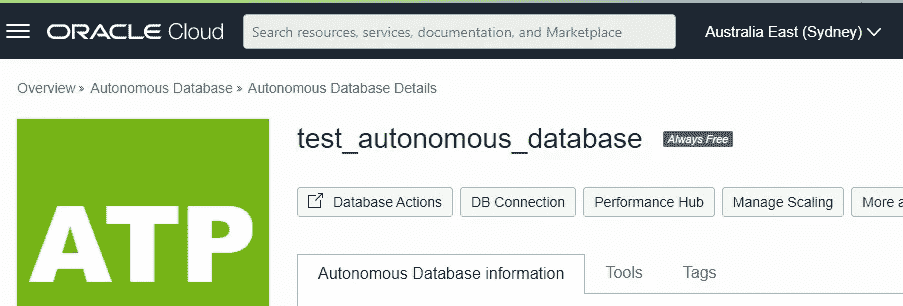 ORACLE Cloud Search resources, services, documentation, and Marketplace Australia East (Sydney)
Overview » Autonomous Database » Autonomous Database Details
test_autonomous_database Always Free
Database Actions DB Connection Performance Hub Manage Scaling More a
ATP
Autonomous Database information Tools Tags